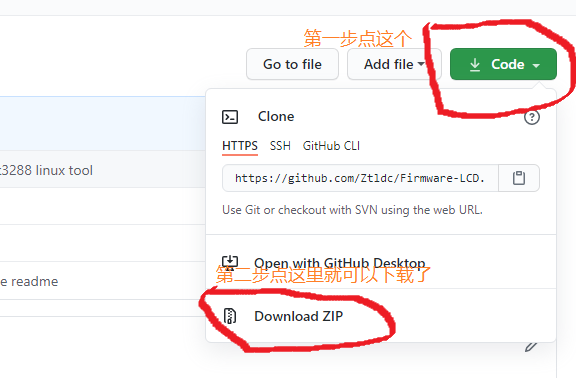 第一步点这个
Go to file
Add file
Code
Clone
t3288 linux tool
HTTPS SSH GitHub CLI
https://github.com/Ztldc/Firmware-LCD.
Use Git or checkout with SVN using the web URL.
Open with GitHub Desktop
第二步点这里就可以下载了
e readme
Download ZIP